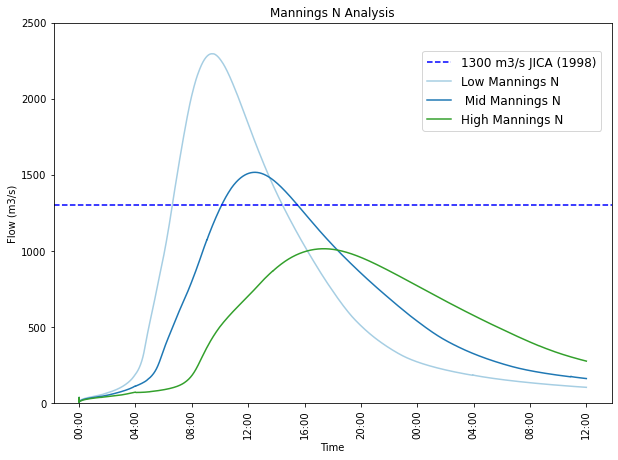 Mannings N Analysis
2500
2000
1500
1000
500
0
Flow (m3/s)
1300 m3/s JICA (1998)
Low Mannings N
Mid Mannings N
High Mannings N
00:00 04:00 08:00 12:00 16:00 20:00 00:00 04:00 08:00 12:00
Time